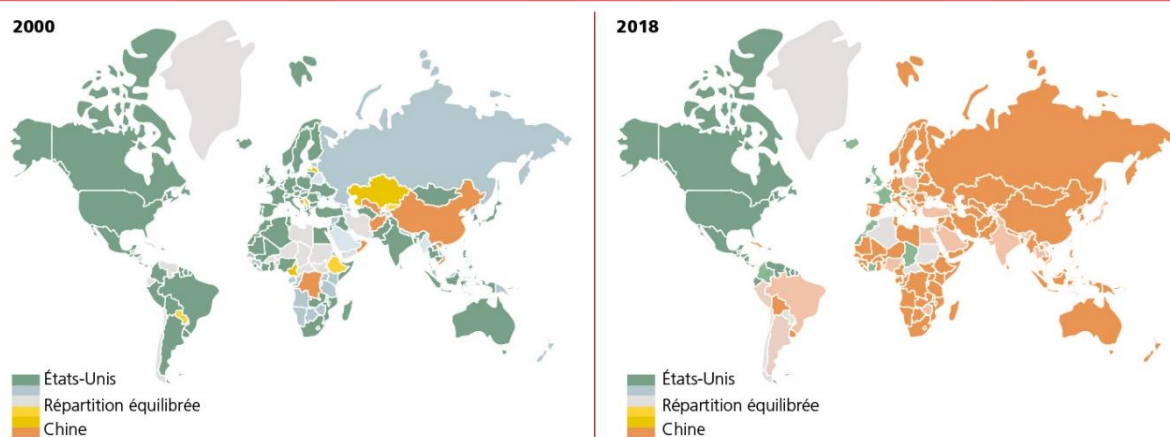 2000
États-Unis
Répartition équilibrée
Chine
2018
États-Unis
Répartition équilibrée
Chine